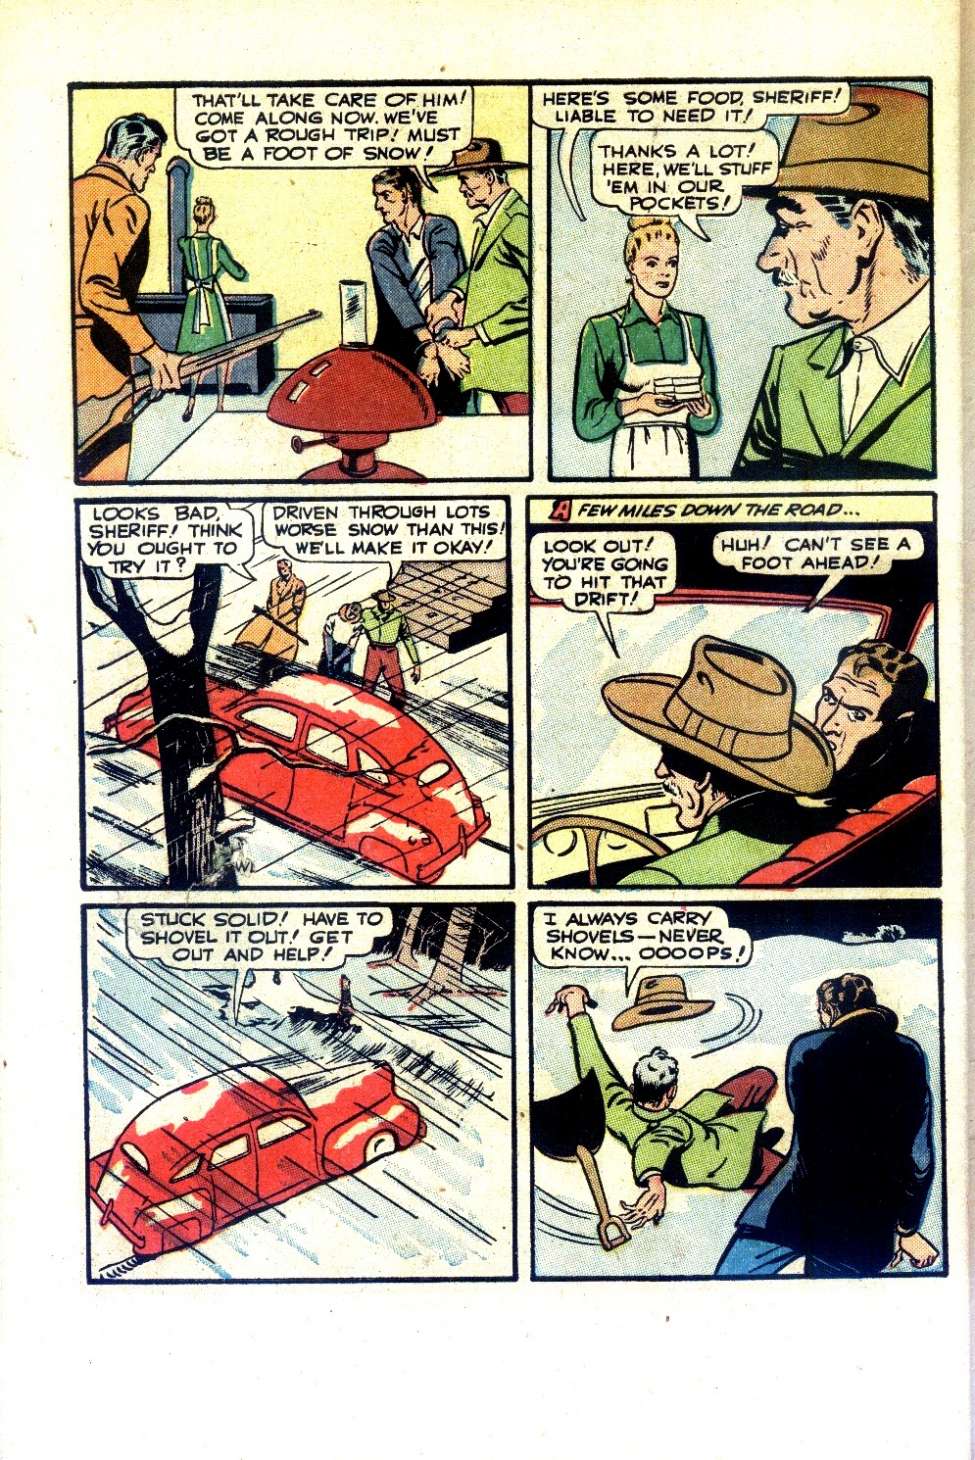 THAT'LL TAKE CARE OF HIM!
COME ALONG NOW. WE'VE
GOT A ROUGH TRIP! MUST
BE A FOOT OF SNOW!
HERE'S SOME FOOD, SHERIFF!
LIABLE TO NEED IT!
THANKS A LOT!
HERE, WE'LL STUFF
'EM IN OUR
POCKETS!
LOOKS BAD,
SHERIFF! THINK
YOU OUGHT TO
TRY IT?
DRIVEN THROUGH LOTS
WORSE SNOW THAN THIS!
WE'LL MAKE IT OKAY!
A FEW MILES DOWN THE ROAD...
LOOK OUT!
YOU'RE GOING
TO HIT THAT
DRIFT!
HUH! CAN'T SEE A
FOOT AHEAD!
STUCK SOLID! HAVE TO
SHOVEL IT OUT! GET
OUT AND HELP!
I ALWAYS CARRY
SHOVELS—NEVER
KNOW... OOOOPS!